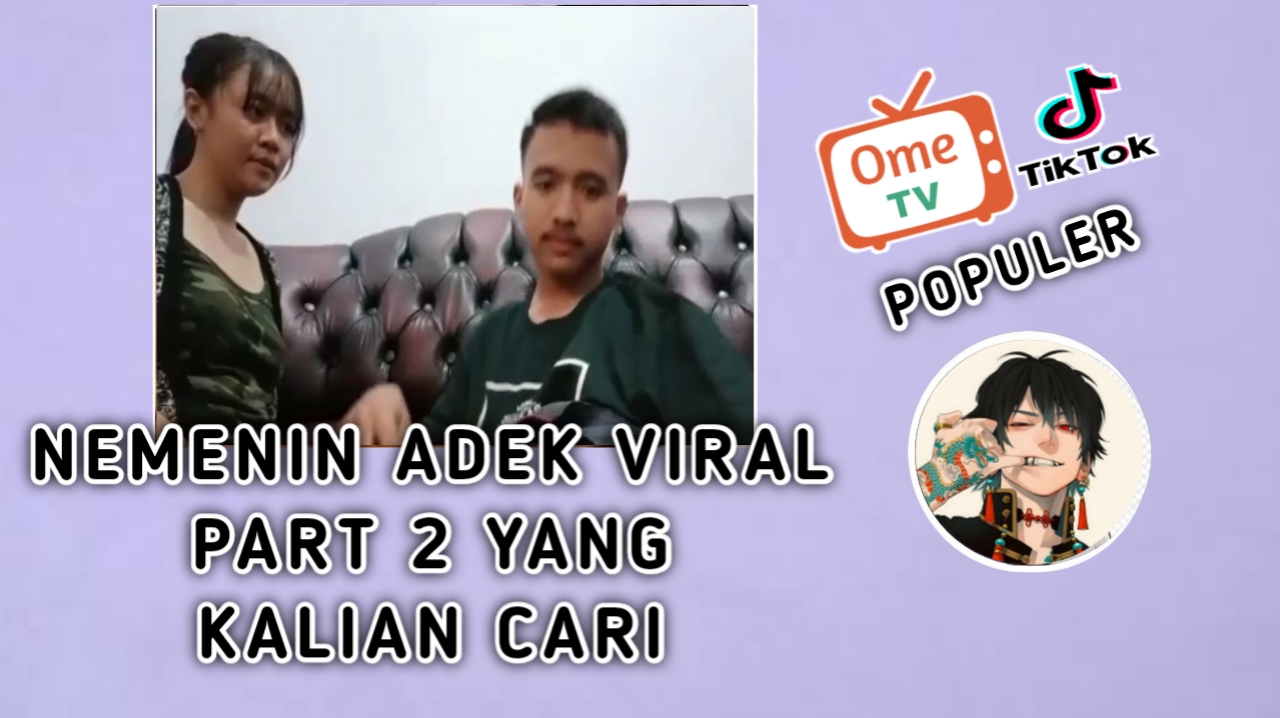 Ome
TV
TikTok
POPULER
NEMENIN ADEK VIRAL
PART 2 YANG
KALIAN CARI